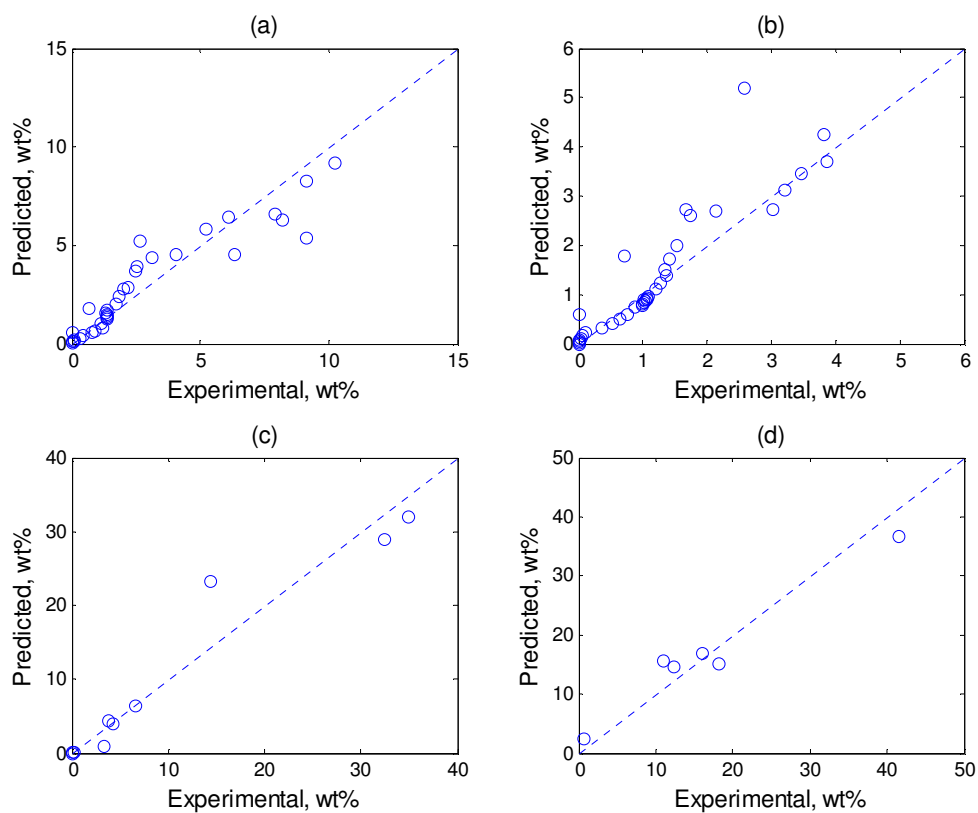 (a)
15
10
5
0
0 5 10 15
Predicted, wt%
Experimental, wt%
(b)
6
5
4
3
2
1
0
0 1 2 3 4 5 6
Predicted, wt%
Experimental, wt%
(c)
40
30
20
10
0
0 10 20 30 40
Predicted, wt%
Experimental, wt%
(d)
50
40
30
20
10
0
0 10 20 30 40 50
Predicted, wt%
Experimental, wt%